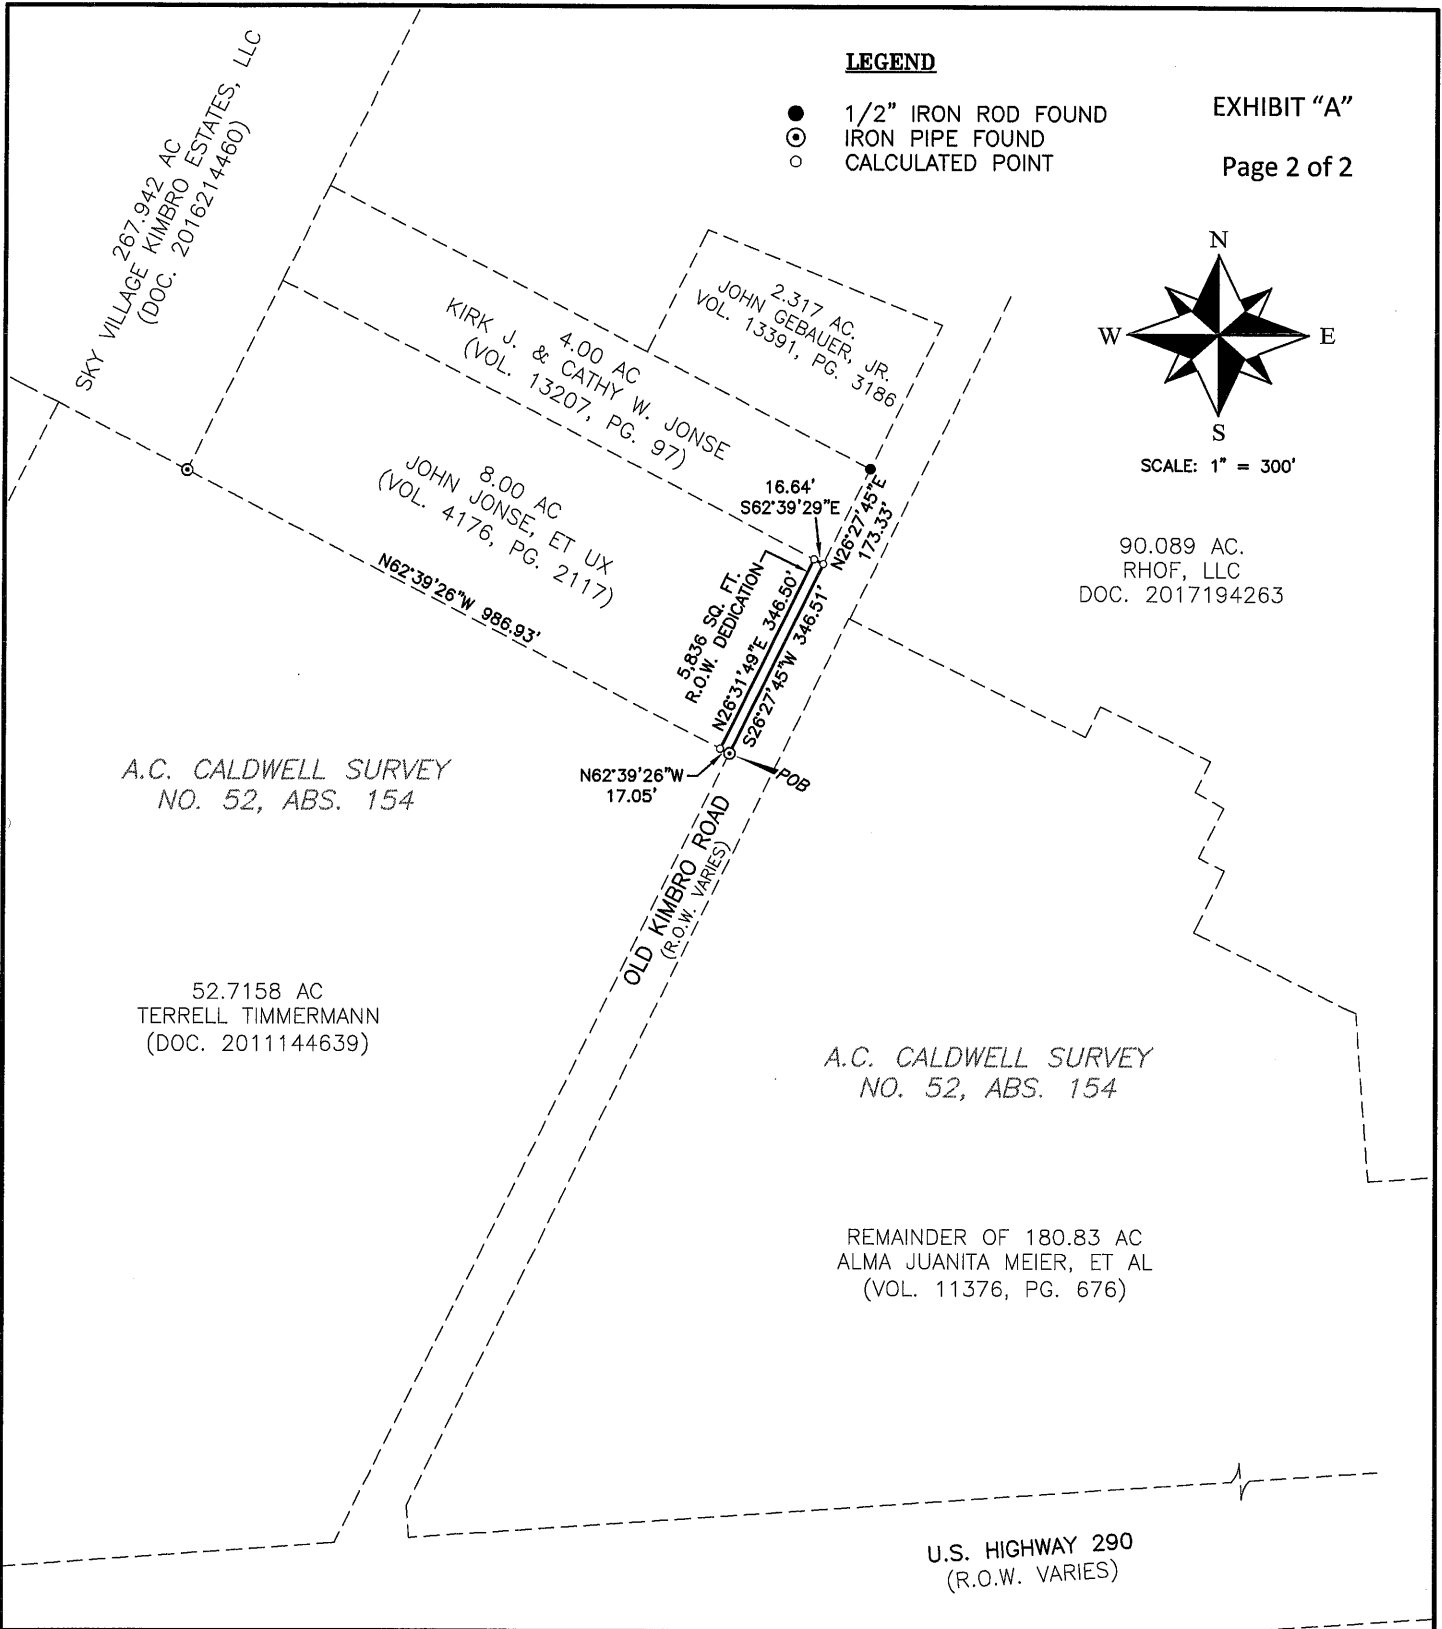 LEGEND
1/2" IRON ROD FOUND
IRON PIPE FOUND
CALCULATED POINT
EXHIBIT “A”
Page 2 of 2
N
W
E
S
SCALE: 1" = 300'
267.942 AC
SKY VILLAGE KIMBRO ESTATES, LLC
(DOC. 2016214460)
2.317 AC.
JOHN GEBAUER, JR.
VOL. 13391, PG. 3186
4.00 AC
KIRK J. & CATHY W. JONSE
(VOL. 13207, PG. 97)
8.00 AC
JOHN JONSE, ET UX
(VOL. 4176, PG. 2117)
16.64'
S62°39'29"E
N26°27'45"E
173.33'
90.089 AC.
RHOF, LLC
DOC. 2017194263
N62°39'26"W 986.93'
5,836 SQ. FT.
R.O.W. DEDICATION
N26°31'49"E 346.50'
S26°27'45"W 346.51'
N62°39'26"W
17.05'
POB
A.C. CALDWELL SURVEY
NO. 52, ABS. 154
OLD KIMBRO ROAD
(R.O.W. VARIES)
52.7158 AC
TERRELL TIMMERMANN
(DOC. 2011144639)
A.C. CALDWELL SURVEY
NO. 52, ABS. 154
REMAINDER OF 180.83 AC
ALMA JUANITA MEIER, ET AL
(VOL. 11376, PG. 676)
U.S. HIGHWAY 290
(R.O.W. VARIES)